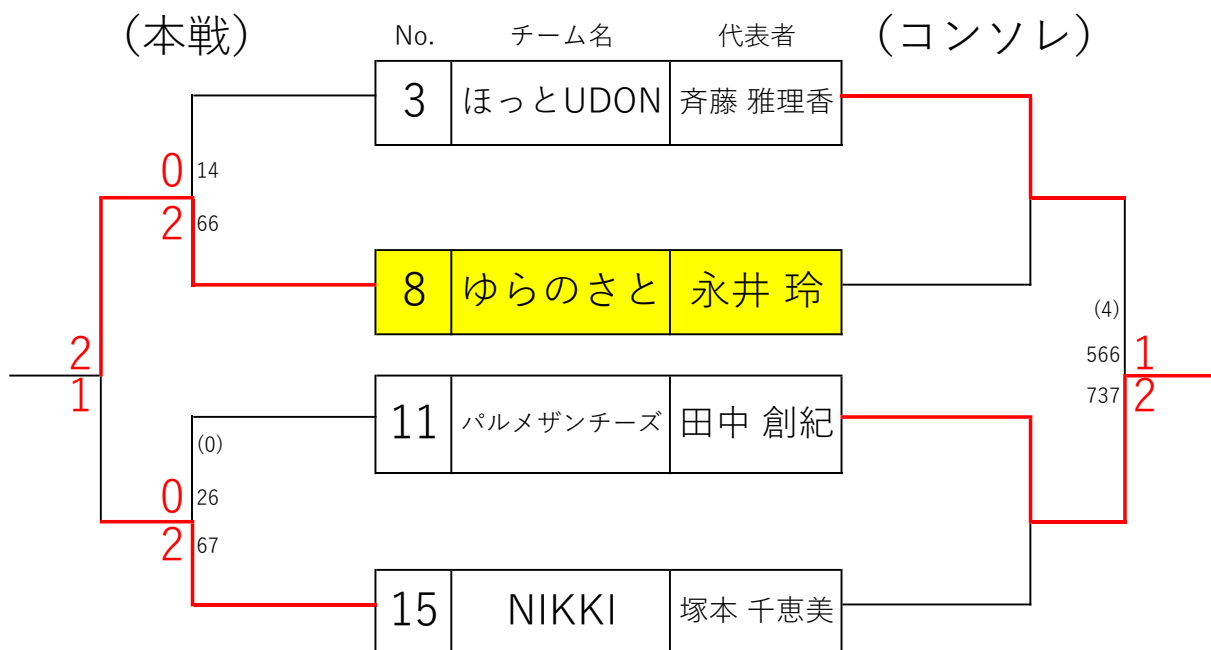 (本戦) No. チーム名 代表者 (コンソレ)
3 ほっとUDON 斉藤 雅理香
0 14
2 66
8 ゆらのさと 永井 玲
(4)
2 566 1
1 737 2
11 パルメザンチーズ 田中 創紀
(0)
0 26
2 67
15 NIKKI 塚本 千恵美